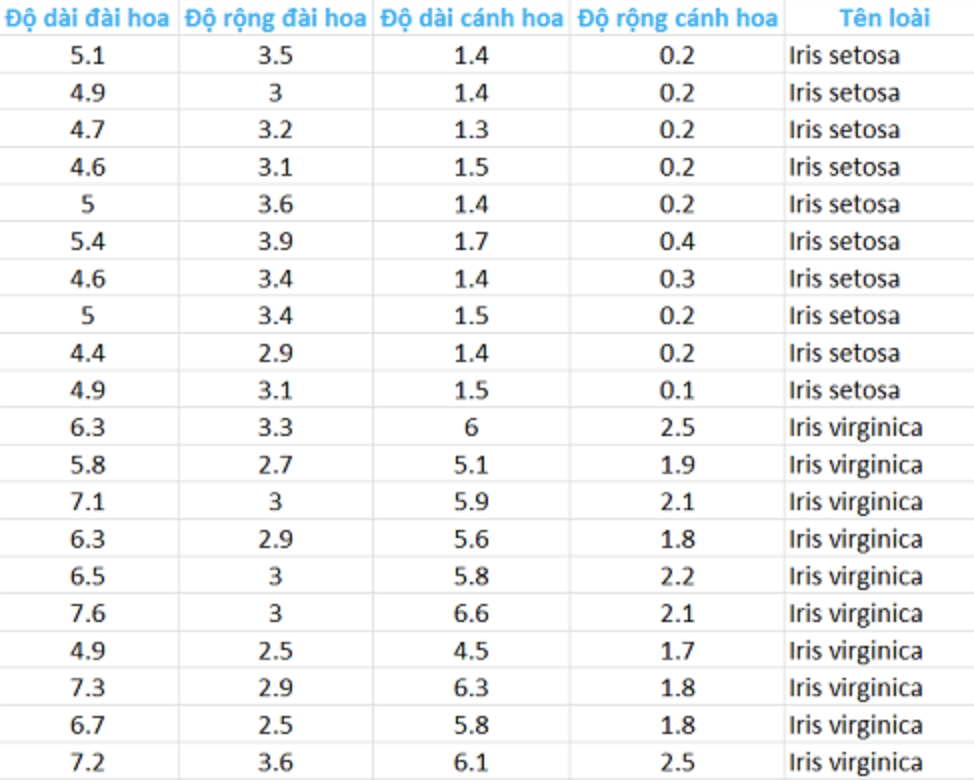 Độ dài đài hoa Độ rộng đài hoa Độ dài cánh hoa Độ rộng cánh hoa Tên loài
5.1 3.5 1.4 0.2 Iris setosa
4.9 3 1.4 0.2 Iris setosa
4.7 3.2 1.3 0.2 Iris setosa
4.6 3.1 1.5 0.2 Iris setosa
5 3.6 1.4 0.2 Iris setosa
5.4 3.9 1.7 0.4 Iris setosa
4.6 3.4 1.4 0.3 Iris setosa
5 3.4 1.5 0.2 Iris setosa
4.4 2.9 1.4 0.2 Iris setosa
4.9 3.1 1.5 0.1 Iris setosa
6.3 3.3 6 2.5 Iris virginica
5.8 2.7 5.1 1.9 Iris virginica
7.1 3 5.9 2.1 Iris virginica
6.3 2.9 5.6 1.8 Iris virginica
6.5 3 5.8 2.2 Iris virginica
7.6 3 6.6 2.1 Iris virginica
4.9 2.5 4.5 1.7 Iris virginica
7.3 2.9 6.3 1.8 Iris virginica
6.7 2.5 5.8 1.8 Iris virginica
7.2 3.6 6.1 2.5 Iris virginica